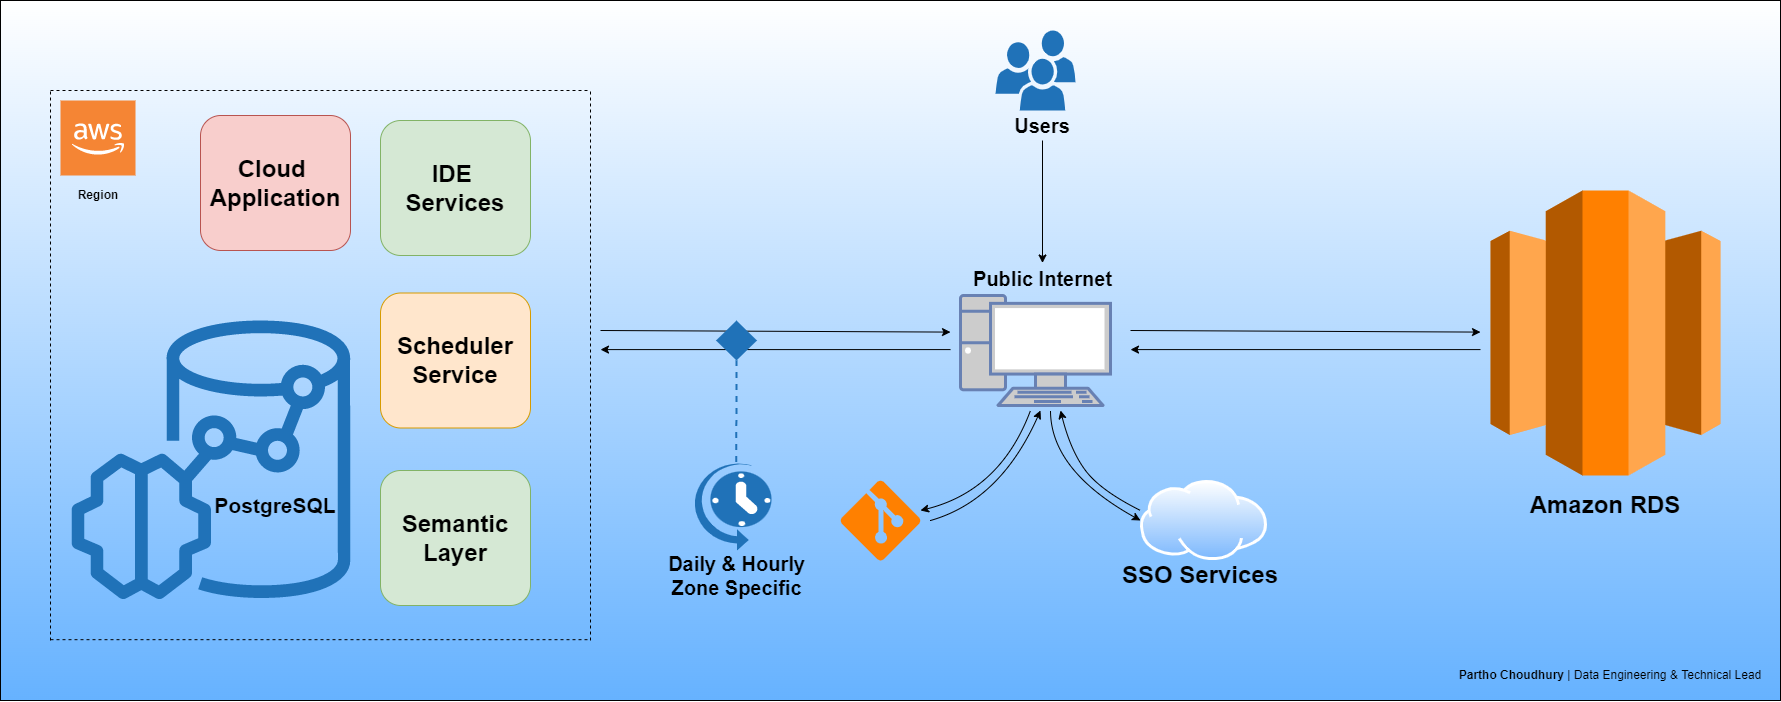 aws
Region
Cloud
Application
IDE
Services
Scheduler
Service
PostgreSQL
Semantic
Layer
Daily & Hourly
Zone Specific
Users
Public Internet
SSO Services
Amazon RDS
Partho Choudhury | Data Engineering & Technical Lead